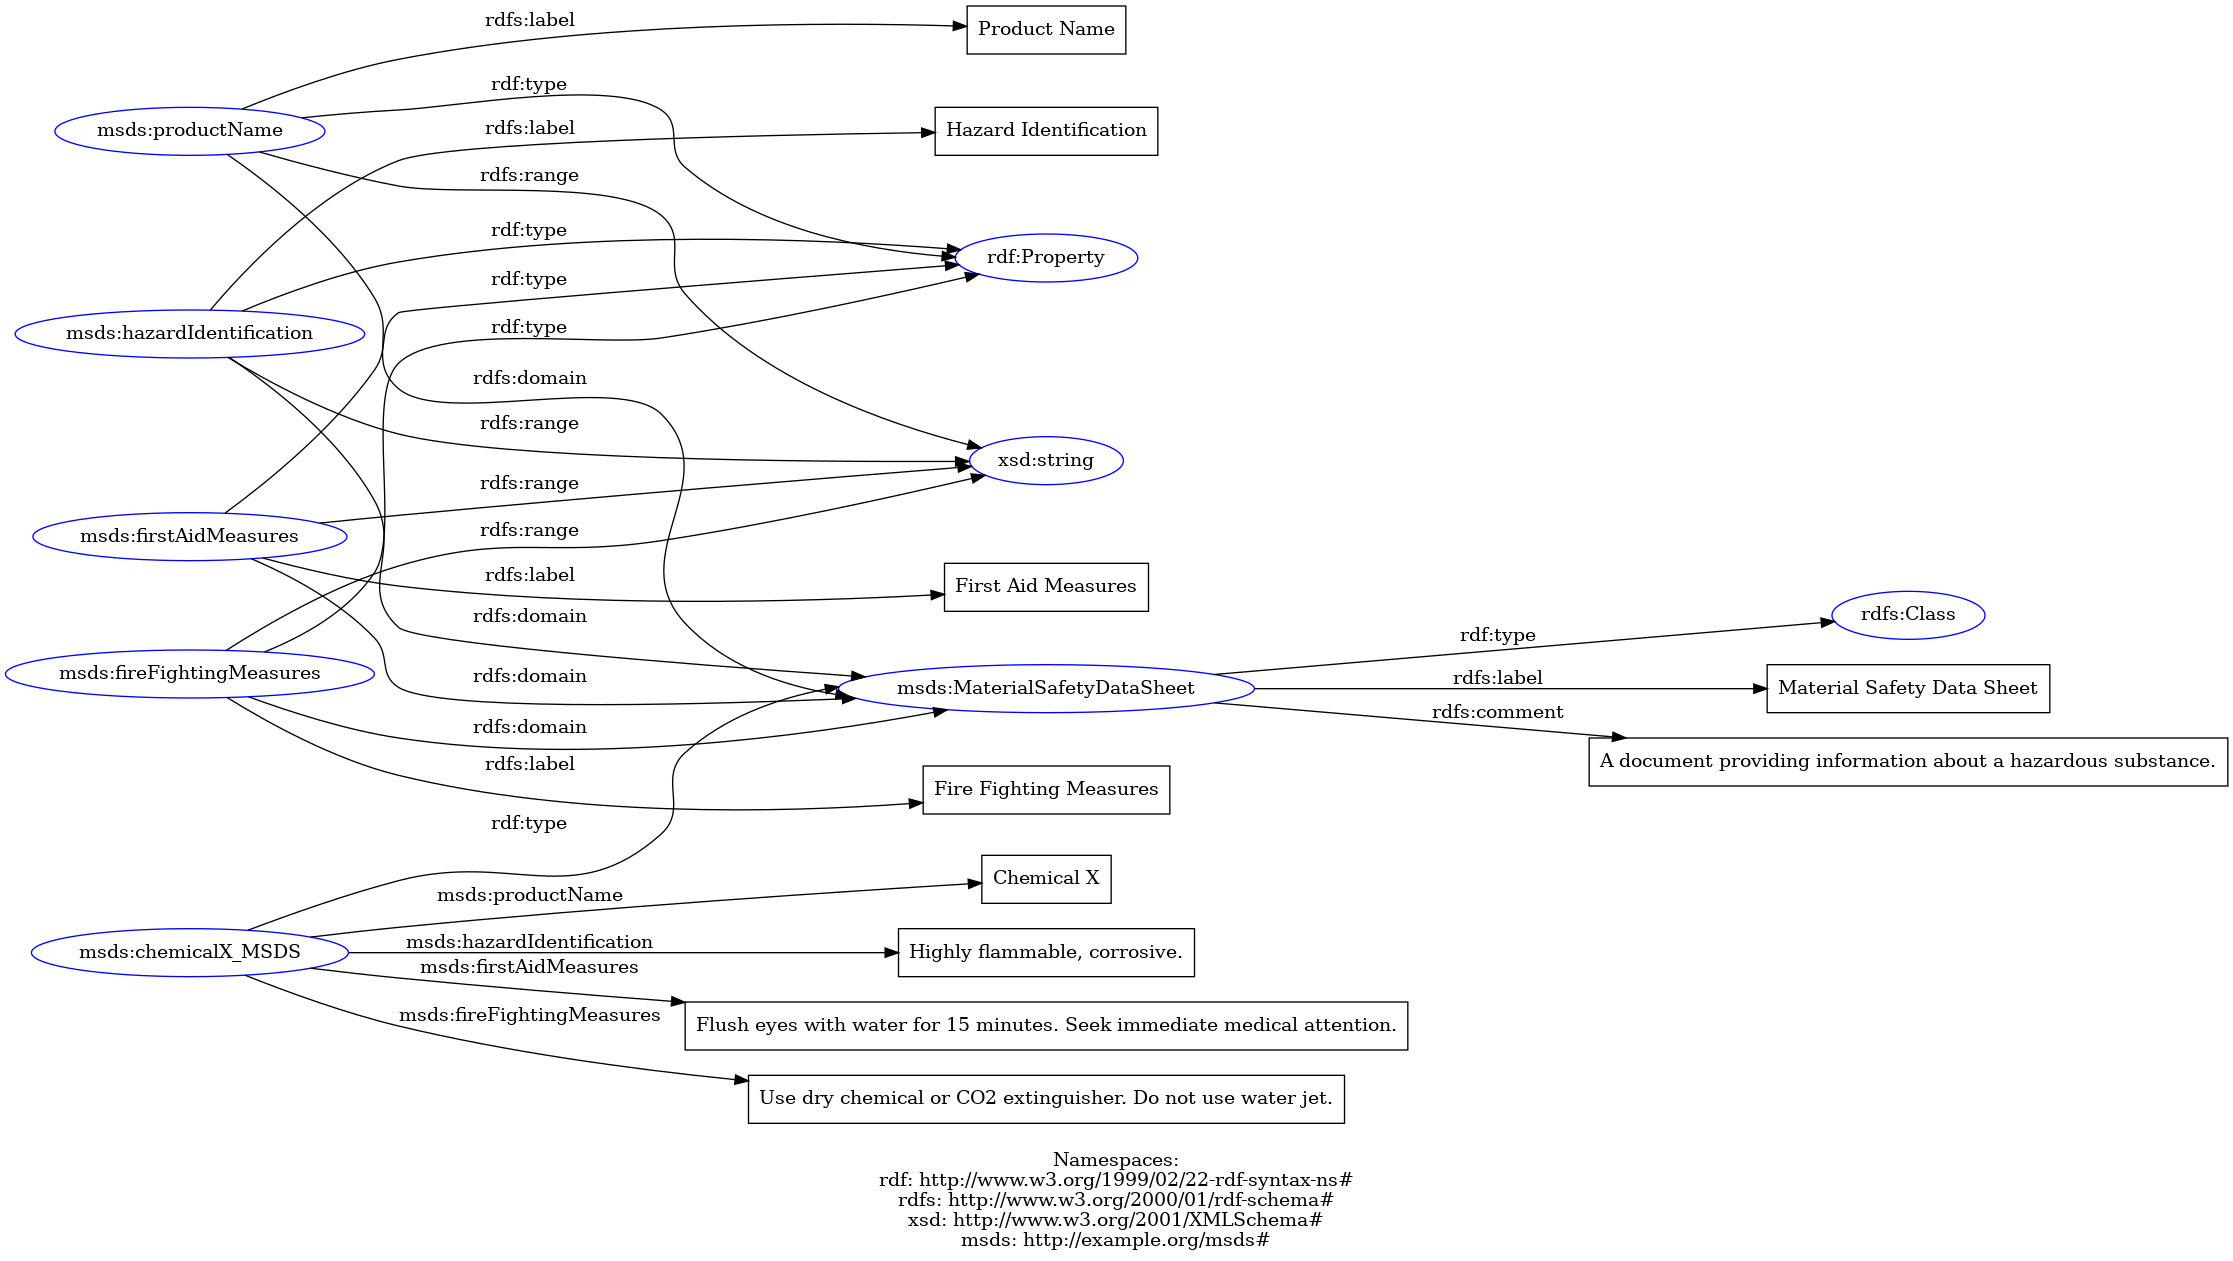 rdfs:label
Product Name
rdf:type
msds:productName
rdfs:label
Hazard Identification
rdfs:range
rdf:type
rdf:Property
rdf:type
rdf:type
msds:hazardIdentification
rdfs:domain
rdfs:range
xsd:string
rdfs:range
msds:firstAidMeasures
rdfs:range
rdfs:label
First Aid Measures
rdfs:domain
rdfs:Class
rdf:type
msds:fireFightingMeasures
rdfs:domain
msds:MaterialSafetyDataSheet
rdfs:label
Material Safety Data Sheet
rdfs:comment
rdfs:domain
A document providing information about a hazardous substance.
rdfs:label
Fire Fighting Measures
rdf:type
Chemical X
msds:productName
msds:chemicalX_MSDS
msds:hazardIdentification
Highly flammable, corrosive.
msds:firstAidMeasures
msds:fireFightingMeasures
Flush eyes with water for 15 minutes. Seek immediate medical attention.
Use dry chemical or CO2 extinguisher. Do not use water jet.
Namespaces:
rdf: http://www.w3.org/1999/02/22-rdf-syntax-ns#
rdfs: http://www.w3.org/2000/01/rdf-schema#
xsd: http://www.w3.org/2001/XMLSchema#
msds: http://example.org/msds#